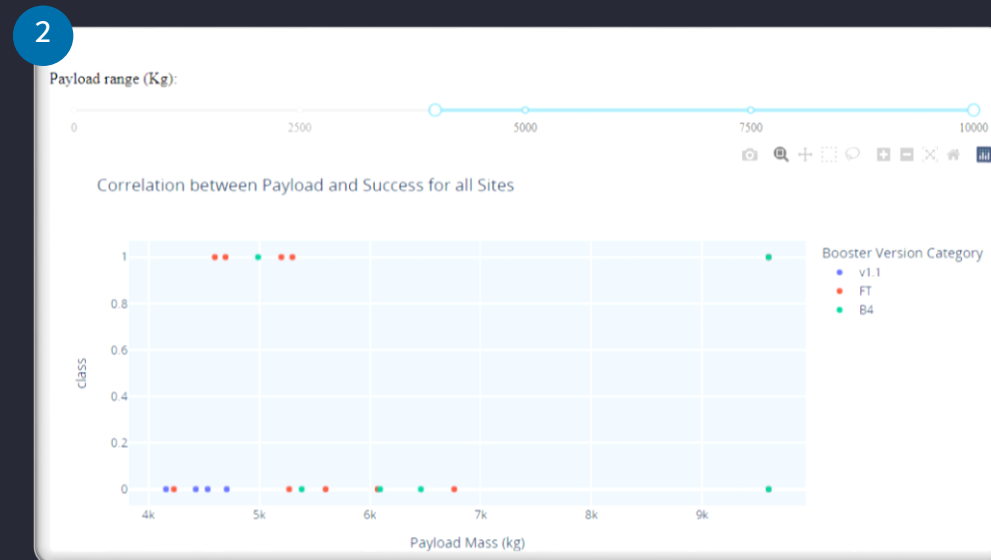 2
Payload range (Kg):
0 2500 5000 7500 10000
Correlation between Payload and Success for all Sites
Booster Version Category
v1.1
FT
B4
1
0.8
0.6
0.4
0.2
0
class
4k 5k 6k 7k 8k 9k
Payload Mass (kg)